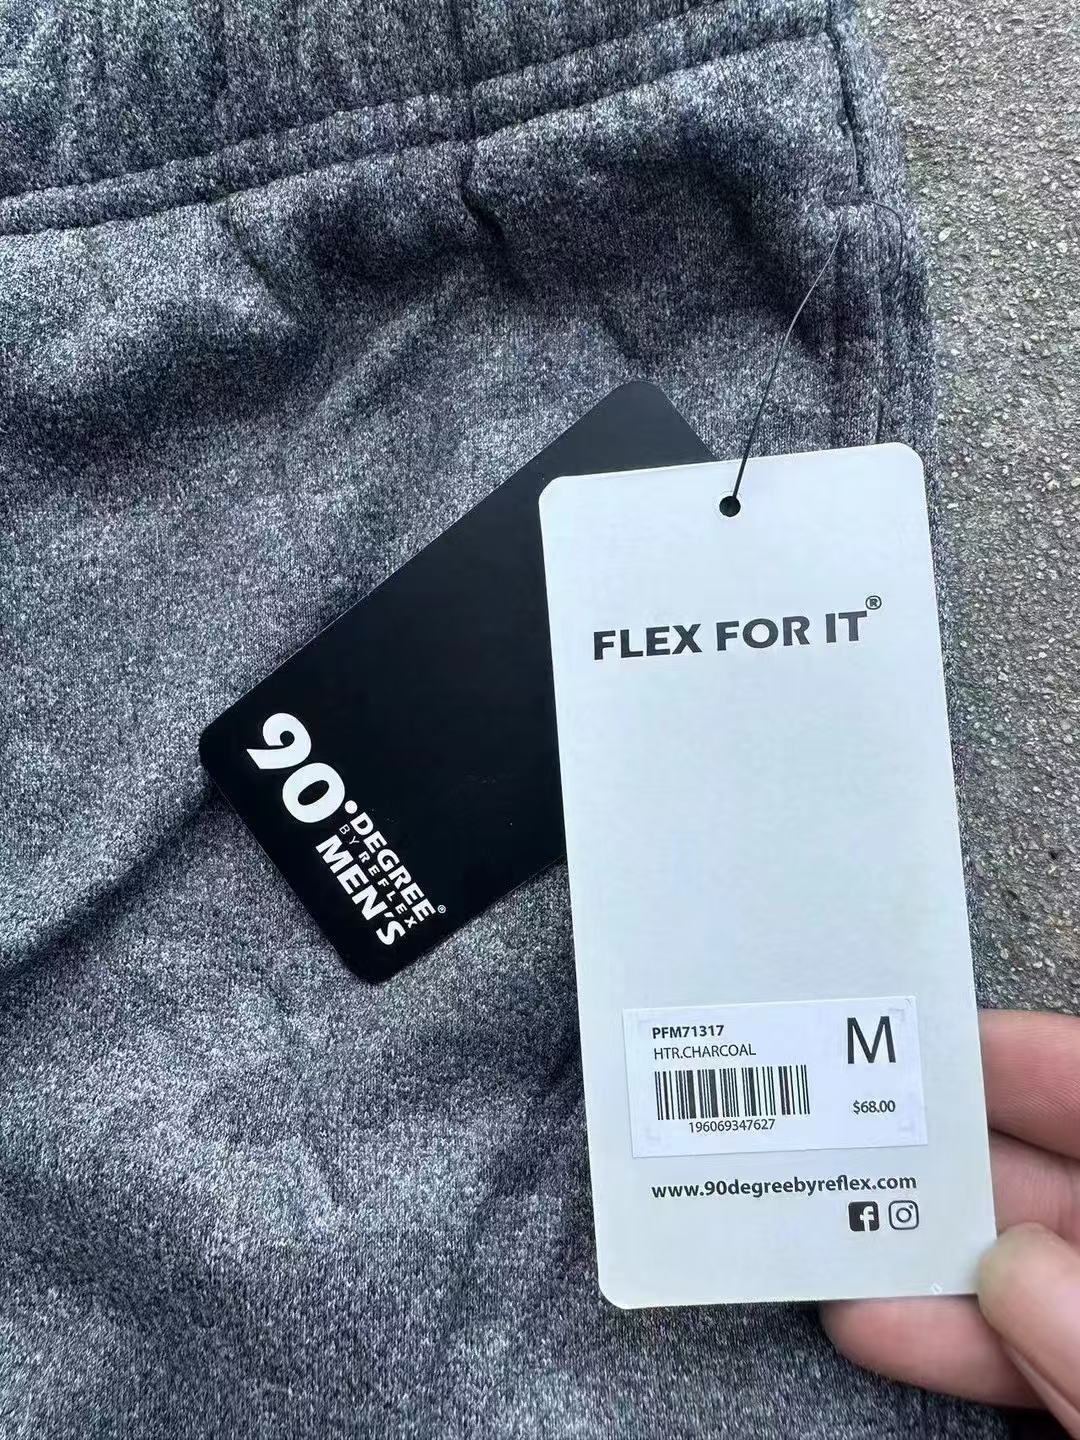 FLEX FOR IT®
90°DEGREE®
BY REFLEX
MEN'S
PFM71317
M
HTR.CHARCOAL
196069347627
$68.00
www.90degreebyreflex.com